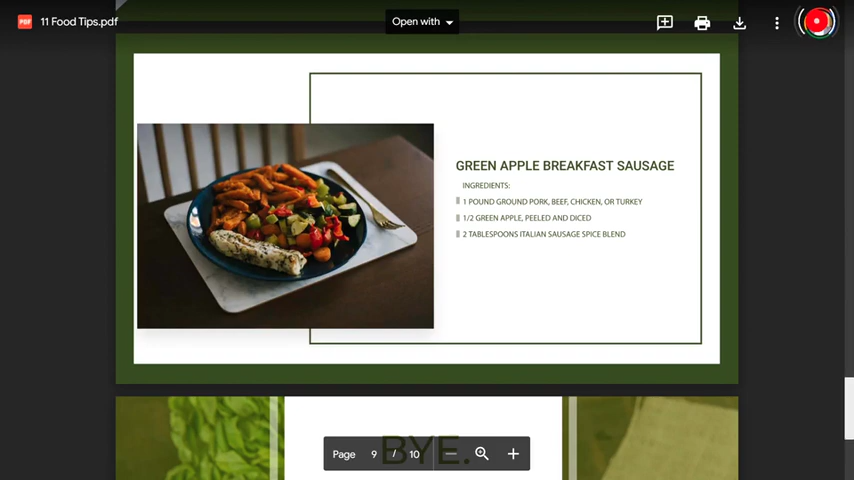 PDF
11 Food Tips.pdf
Open with
GREEN APPLE BREAKFAST SAUSAGE
INGREDIENTS:
1 POUND GROUND PORK, BEEF, CHICKEN, OR TURKEY
1/2 GREEN APPLE, PEELED AND DICED
2 TABLESPOONS ITALIAN SAUSAGE SPICE BLEND
BYE.
Page 9 / 10